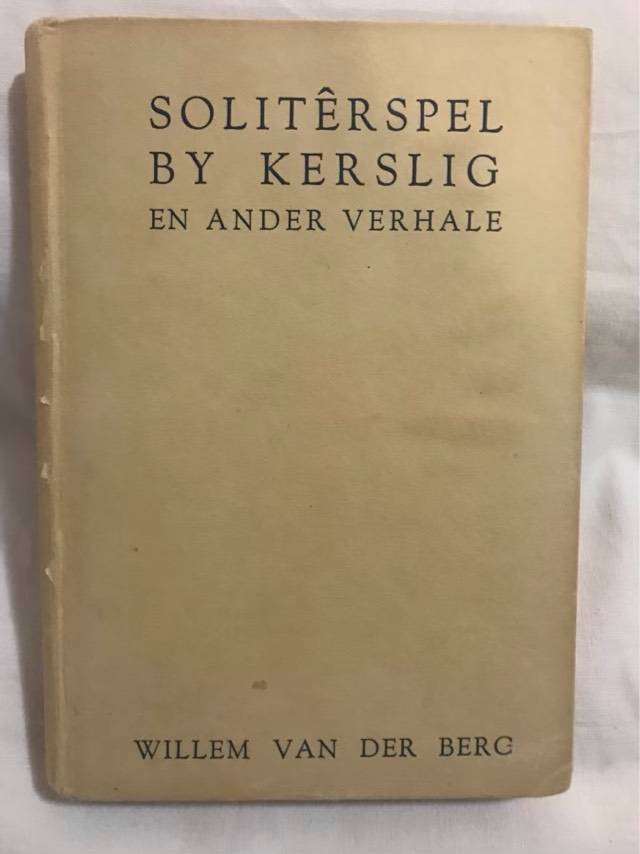 SOLITÊRSPEL
BY KERSLIG
EN ANDER VERHALE
WILLEM VAN DER BERG